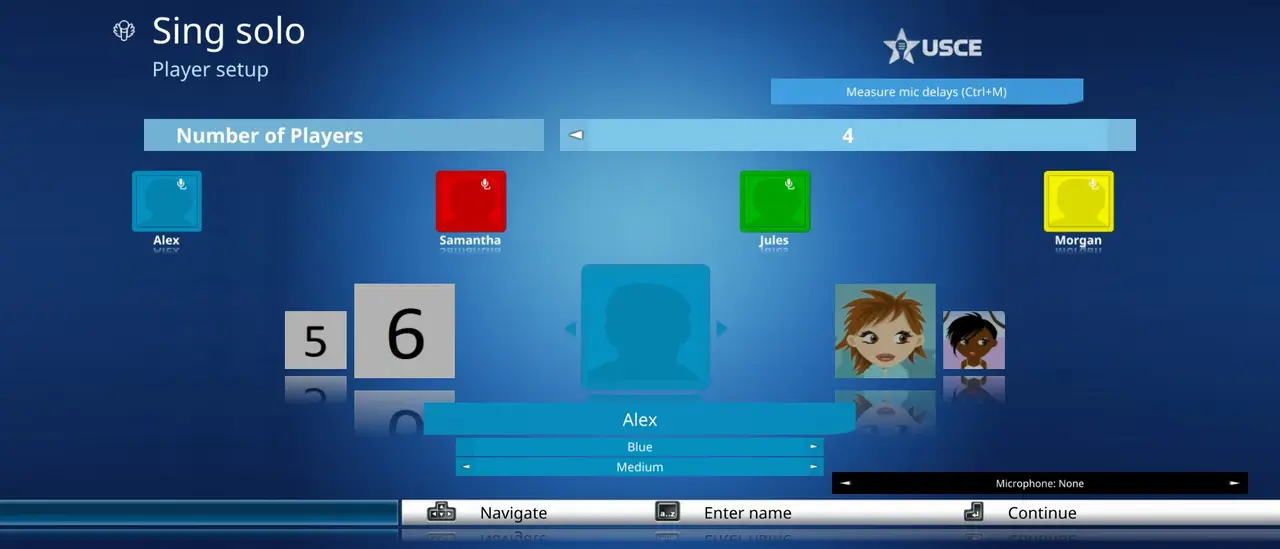 Sing solo
Player setup
USCE
Measure mic delays (Ctrl+M)
Number of Players
4
Alex
Samantha
Jules
Morgan
5
6
Alex
Blue
Medium
Microphone: None
a..z
Navigate
Enter name
Continue